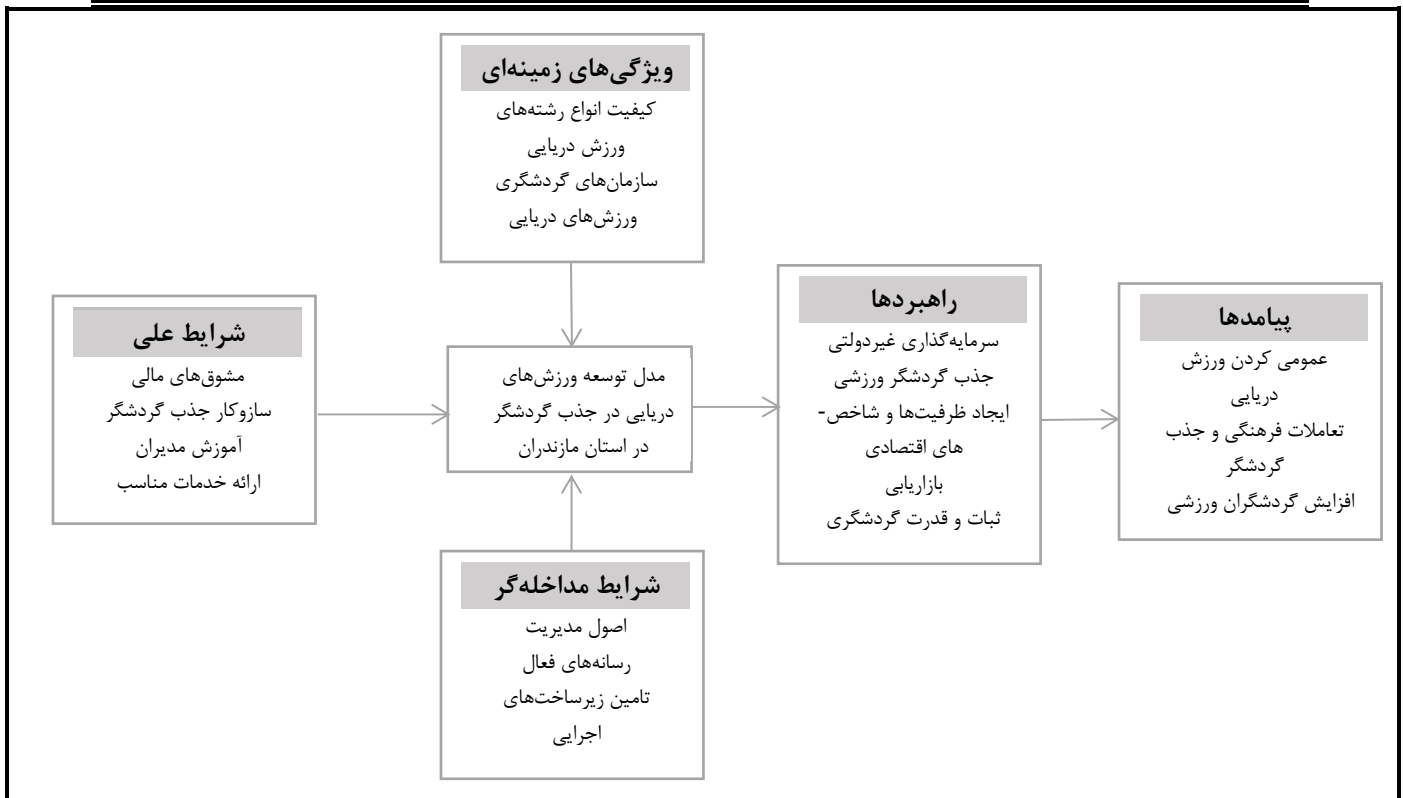 ویژگی‌های زمینه‌ای
کیفیت انواع رشته‌های
ورزش دریایی
سازمان‌های گردشگری
ورزش‌های دریایی
شرایط علی
مشوق‌های مالی
سازوکار جذب گردشگر
آموزش مدیران
ارائه خدمات مناسب
مدل توسعه ورزش‌های
دریایی در جذب گردشگر
در استان مازندران
شرایط مداخله‌گر
اصول مدیریت
رسانه‌های فعال
تامین زیرساخت‌های
اجرایی
راهبردها
سرمایه‌گذاری غیردولتی
جذب گردشگر ورزشی
ایجاد ظرفیت‌ها و شاخص-
های اقتصادی
بازاریابی
ثبات و قدرت گردشگری
پیامدها
عمومی کردن ورزش
دریایی
تعاملات فرهنگی و جذب
گردشگر
افزایش گردشگران ورزشی